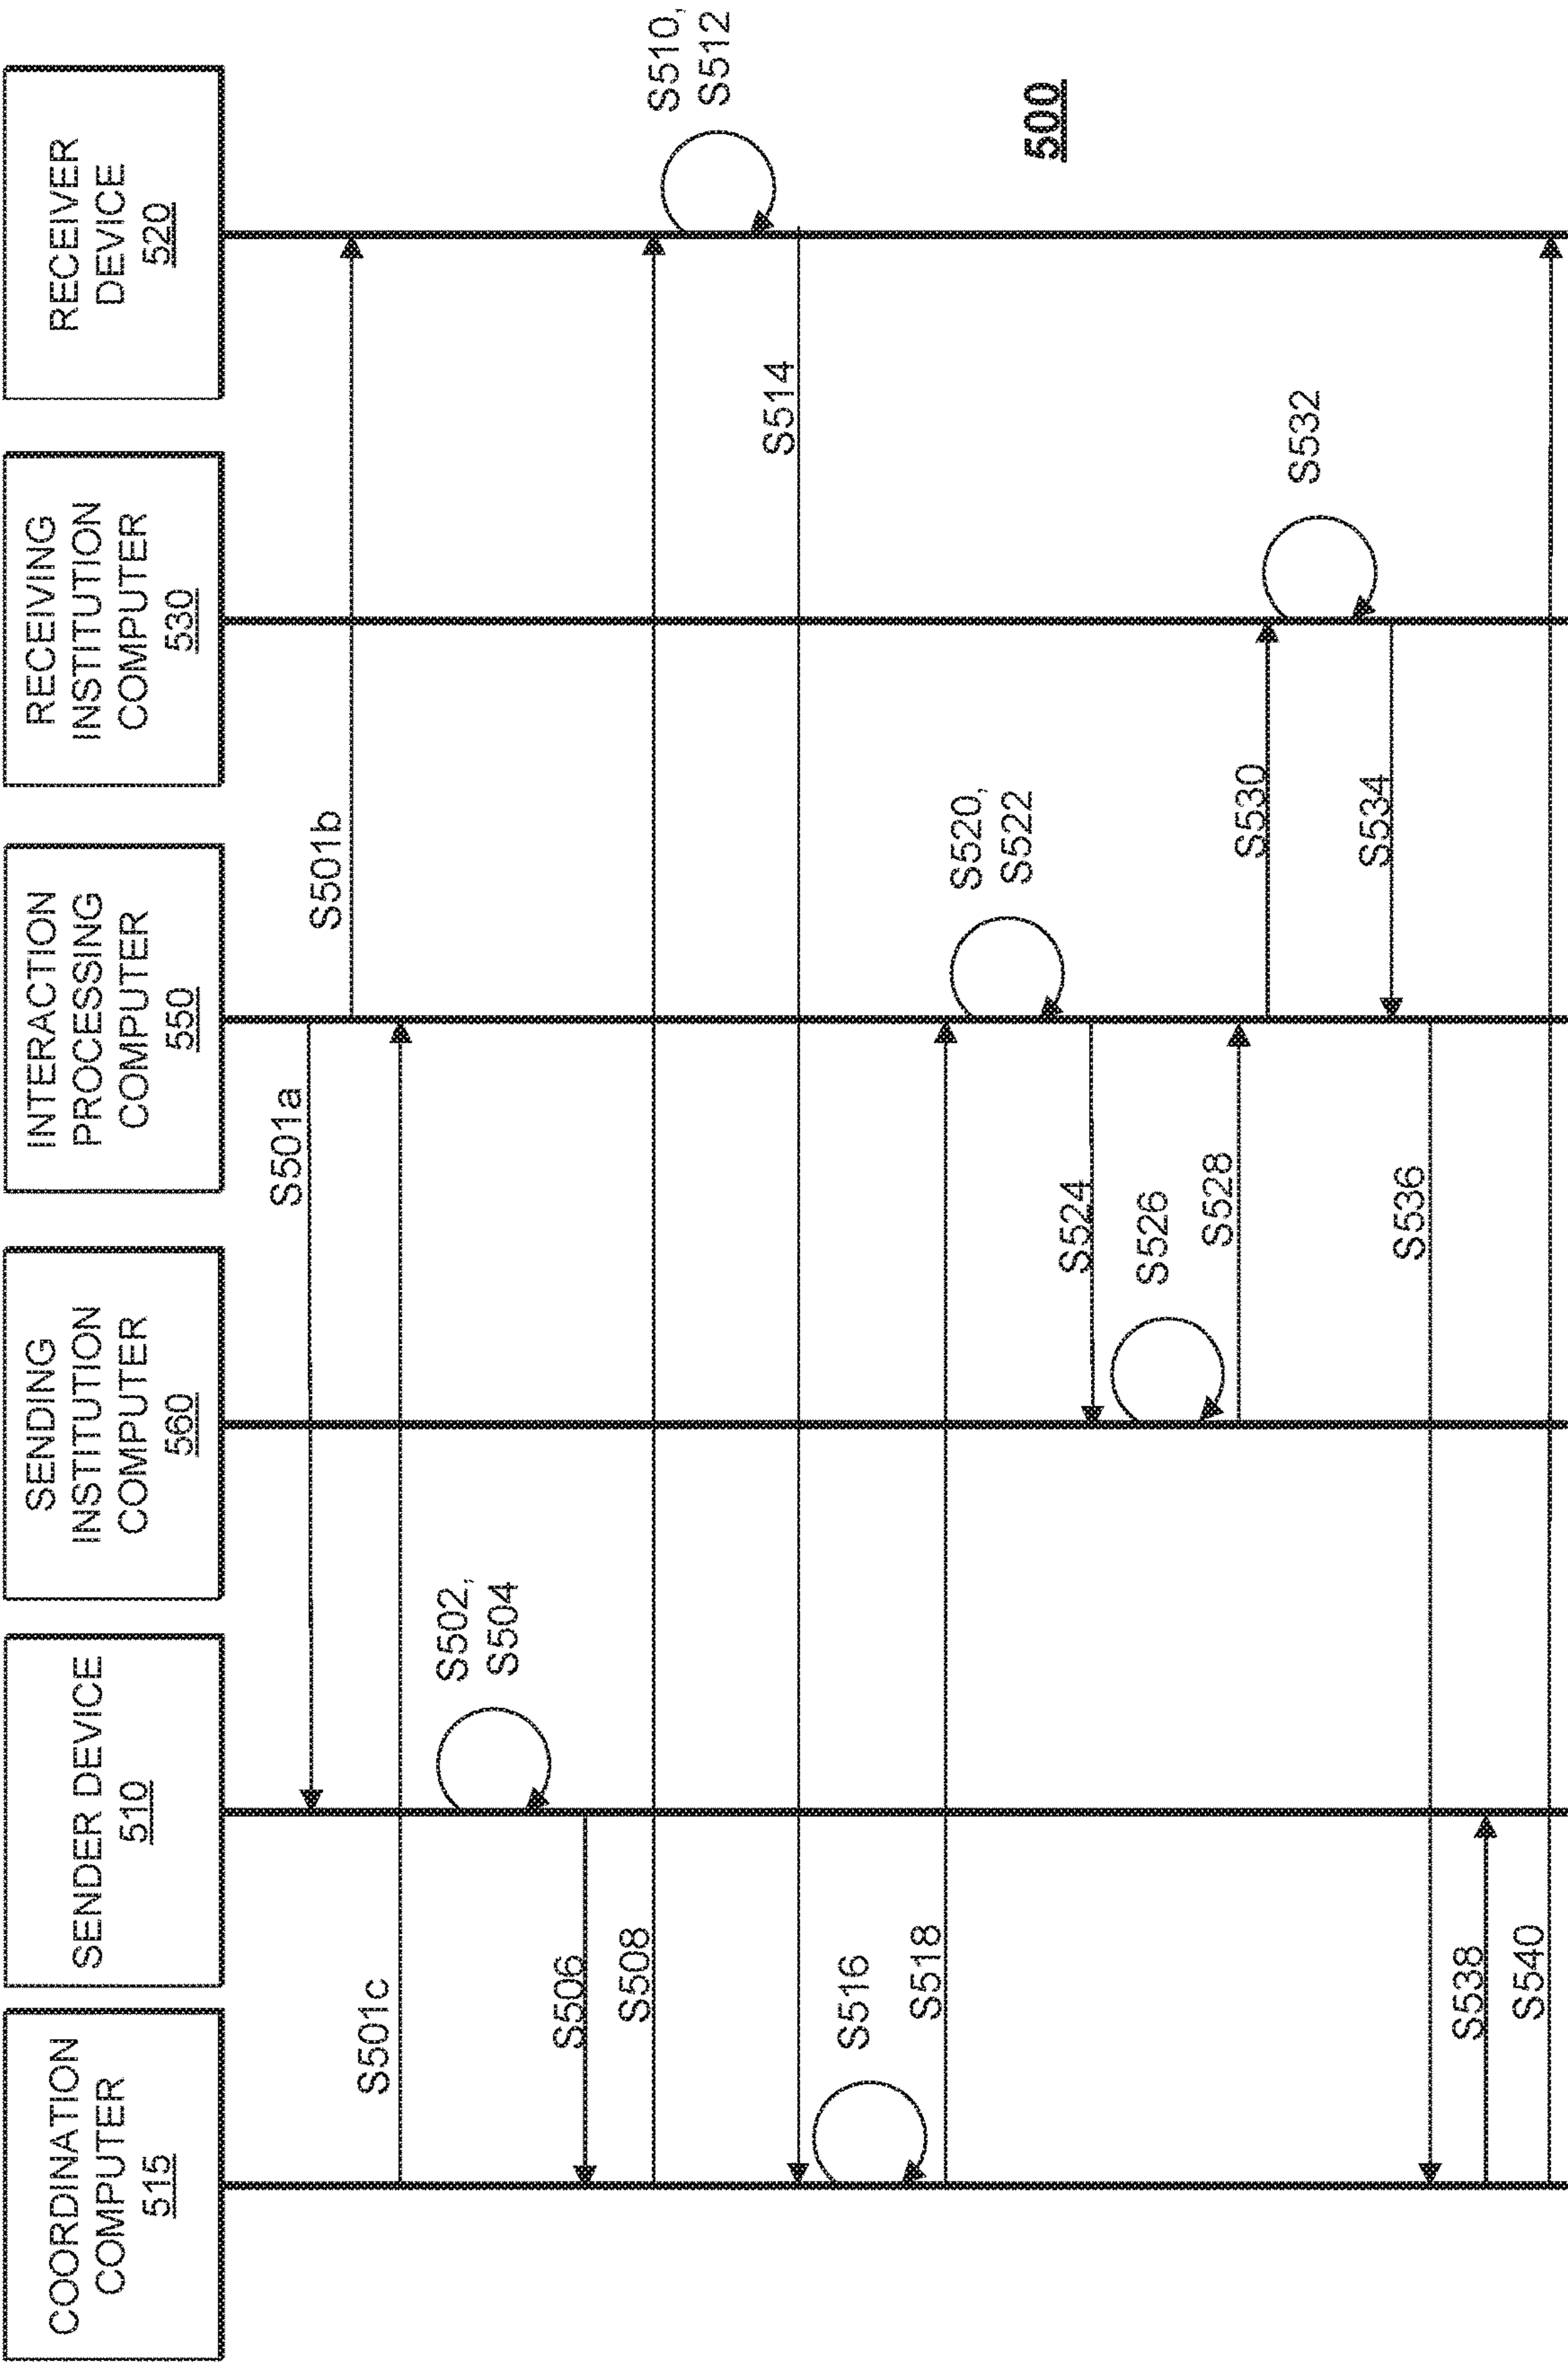 COORDINATION
COMPUTER
515
SENDER DEVICE
510
SENDING
INSTITUTION
COMPUTER
560
INTERACTION
PROCESSING
COMPUTER
550
RECEIVING
INSTITUTION
COMPUTER
530
RECEIVER
DEVICE
520
S501a
S501b
S501c
S502,
S504
S506
S508
S510,
S512
S514
S516
S518
S520,
S522
S524
S526
S528
S530
S532
S534
S536
S538
S540
500